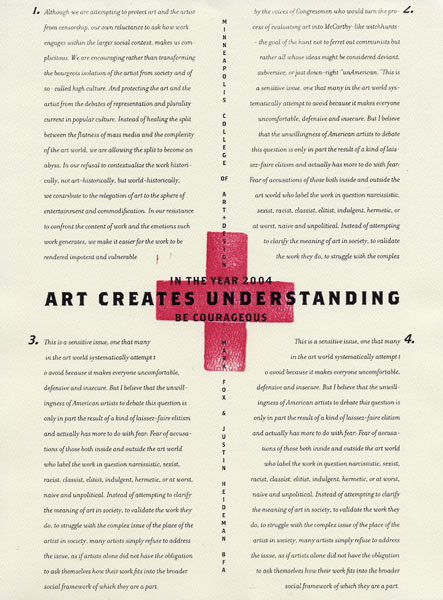 1.
Although we are attempting to protect art and the artist
from censorship, our own reluctance to ask how work
engages within the larger social context, makes us com-
plicitous. We are encouraging rather than transforming
the bourgeois isolation of the artist from society and of
so-called high culture. And protecting the art and the
artist from the debates of representation and plurality
current in popular culture. Instead of healing the split
between the flatness of mass media and the complexity
of the art world, we are allowing the split to become an
abyss. In our refusal to contextualize the work histori-
cally, not art-historically, but world-historically,
we contribute to the relegation of art to the sphere of
entertainment and commodification. In our resistance
to confront the content of work and the emotions such
work generates, we make it easier for the work to be
rendered impotent and vulnerable
2.
by the voices of Congressmen who would turn the pro-
cess of evaluating art into McCarthy-like witchhunts
- the goal of the hunt not to ferret out communists but
rather all whose ideas might be considered deviant,
subversive, or just down-right "unAmerican. "This is
a sensitive issue, one that many in the art world sys-
tematically attempt to avoid because it makes everyone
uncomfortable, defensive and insecure. But I believe
that the unwillingness of American artists to debate
this question is only in part the result of a kind of lais-
sez-faire elitism and actually has more to do with fear.
Fear of accusations of those both inside and outside the
art world who label the work in question narcissistic,
sexist, racist, classist, elitist, indulgent, hermetic, or
at worst, naive and unpolitical. Instead of attempting
to clarify the meaning of art in society, to validate
the work they do, to struggle with the complex
MINNEAPOLIS COLLEGE OF ART+DESIGN
IN THE YEAR 2004
ART CREATES UNDERSTANDING
BE COURAGEOUS
FOX & JUSTIN HEIDEMAN BFA
3.
This is a sensitive issue, one that many
in the art world systematically attempt t
o avoid because it makes everyone uncomfortable,
defensive and insecure. But I believe that the unwill-
ingness of American artists to debate this question is
only in part the result of a kind of laissez-faire elitism
and actually has more to do with fear. Fear of accusa-
tions of those both inside and outside the art world
who label the work in question narcissistic, sexist,
racist, classist, elitist, indulgent, hermetic, or at worst,
naive and unpolitical. Instead of attempting to clarify
the meaning of art in society, to validate the work they
do, to struggle with the complex issue of the place of the
artist in society, many artists simply refuse to address
the issue, as if artists alone did not have the obligation
to ask themselves how their work fits into the broader
social framework of which they are a part.
4.
This is a sensitive issue, one that many
in the art world systematically attempt t
o avoid because it makes everyone uncomfortable,
defensive and insecure. But I believe that the unwill-
ingness of American artists to debate this question is
only in part the result of a kind of laissez-faire elitism
and actually has more to do with fear. Fear of accusa-
tions of those both inside and outside the art world
who label the work in question narcissistic, sexist,
racist, classist, elitist, indulgent, hermetic, or at worst,
naive and unpolitical. Instead of attempting to clarify
the meaning of art in society, to validate the work they
do, to struggle with the complex issue of the place of the
artist in society, many artists simply refuse to address
the issue, as if artists alone did not have the obligation
to ask themselves how their work fits into the broader
social framework of which they are a part.